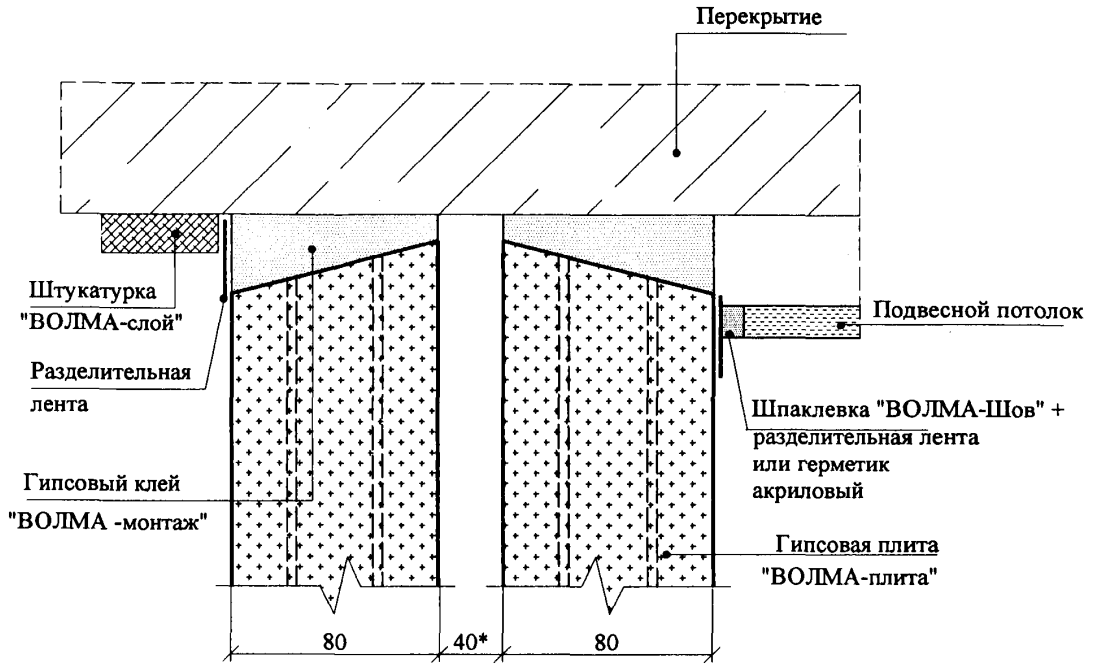 Перекрытие
Штукатурка
"ВОЛМА-слой"
Разделительная
лента
Гипсовый клей
"ВОЛМА -монтаж"
Подвесной потолок
Шпаклевка "ВОЛМА-Шов" +
разделительная лента
или герметик
акриловый
Гипсовая плита
"ВОЛМА-плита"
80
40*
80